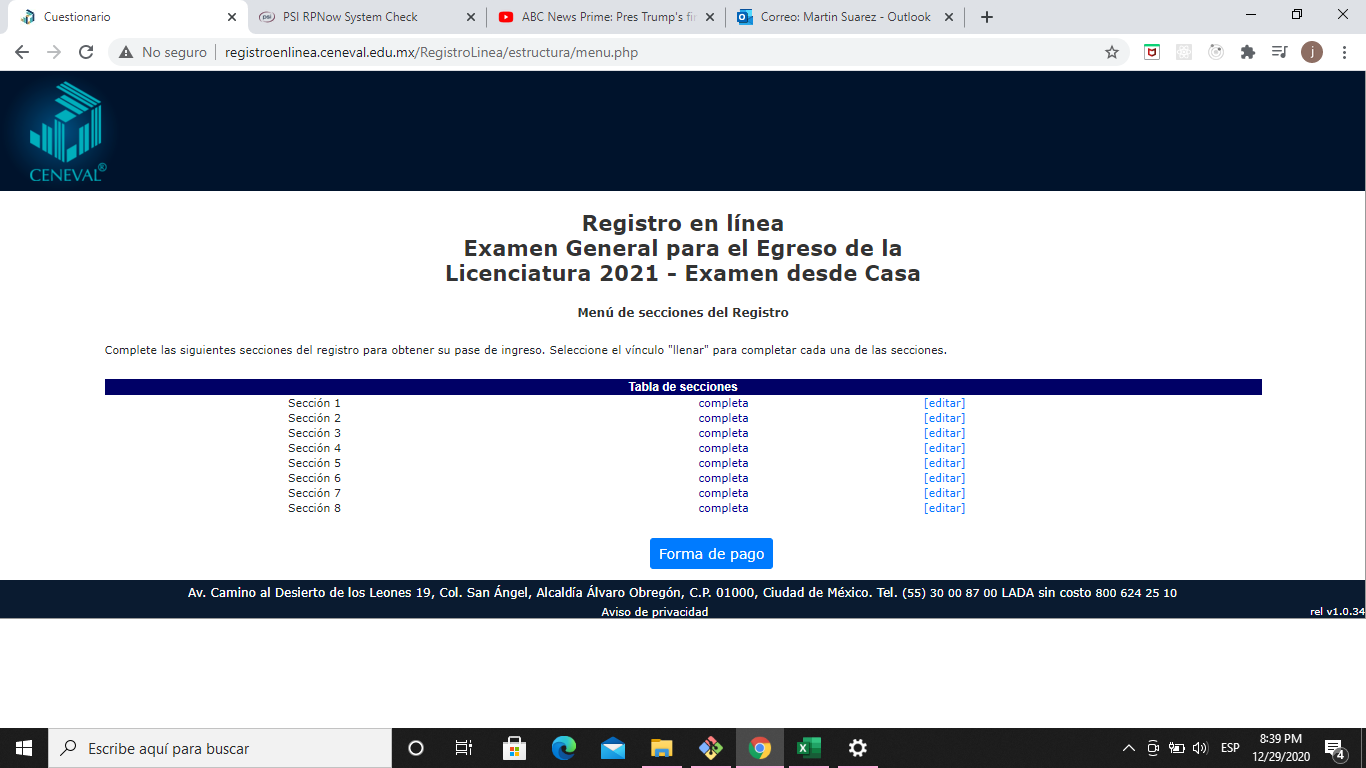 Cuestionario
PSI RPNow System Check
ABC News Prime: Pres Trump's fi
Correo: Martin Suarez - Outlook
No seguro
registroenlinea.ceneval.edu.mx/RegistroLinea/estructura/menu.php
j
CENEVAL®
Registro en línea
Examen General para el Egreso de la
Licenciatura 2021 - Examen desde Casa
Menú de secciones del Registro
Complete las siguientes secciones del registro para obtener su pase de ingreso. Seleccione el vínculo "llenar" para completar cada una de las secciones.
Tabla de secciones
Sección 1 completa [editar]
Sección 2 completa [editar]
Sección 3 completa [editar]
Sección 4 completa [editar]
Sección 5 completa [editar]
Sección 6 completa [editar]
Sección 7 completa [editar]
Sección 8 completa [editar]
Forma de pago
Av. Camino al Desierto de los Leones 19, Col. San Ángel, Alcaldía Álvaro Obregón, C.P. 01000, Ciudad de México. Tel. (55) 30 00 87 00 LADA sin costo 800 624 25 10
Aviso de privacidad
rel v1.0.34
Escribe aquí para buscar
ESP
8:39 PM
12/29/2020
4